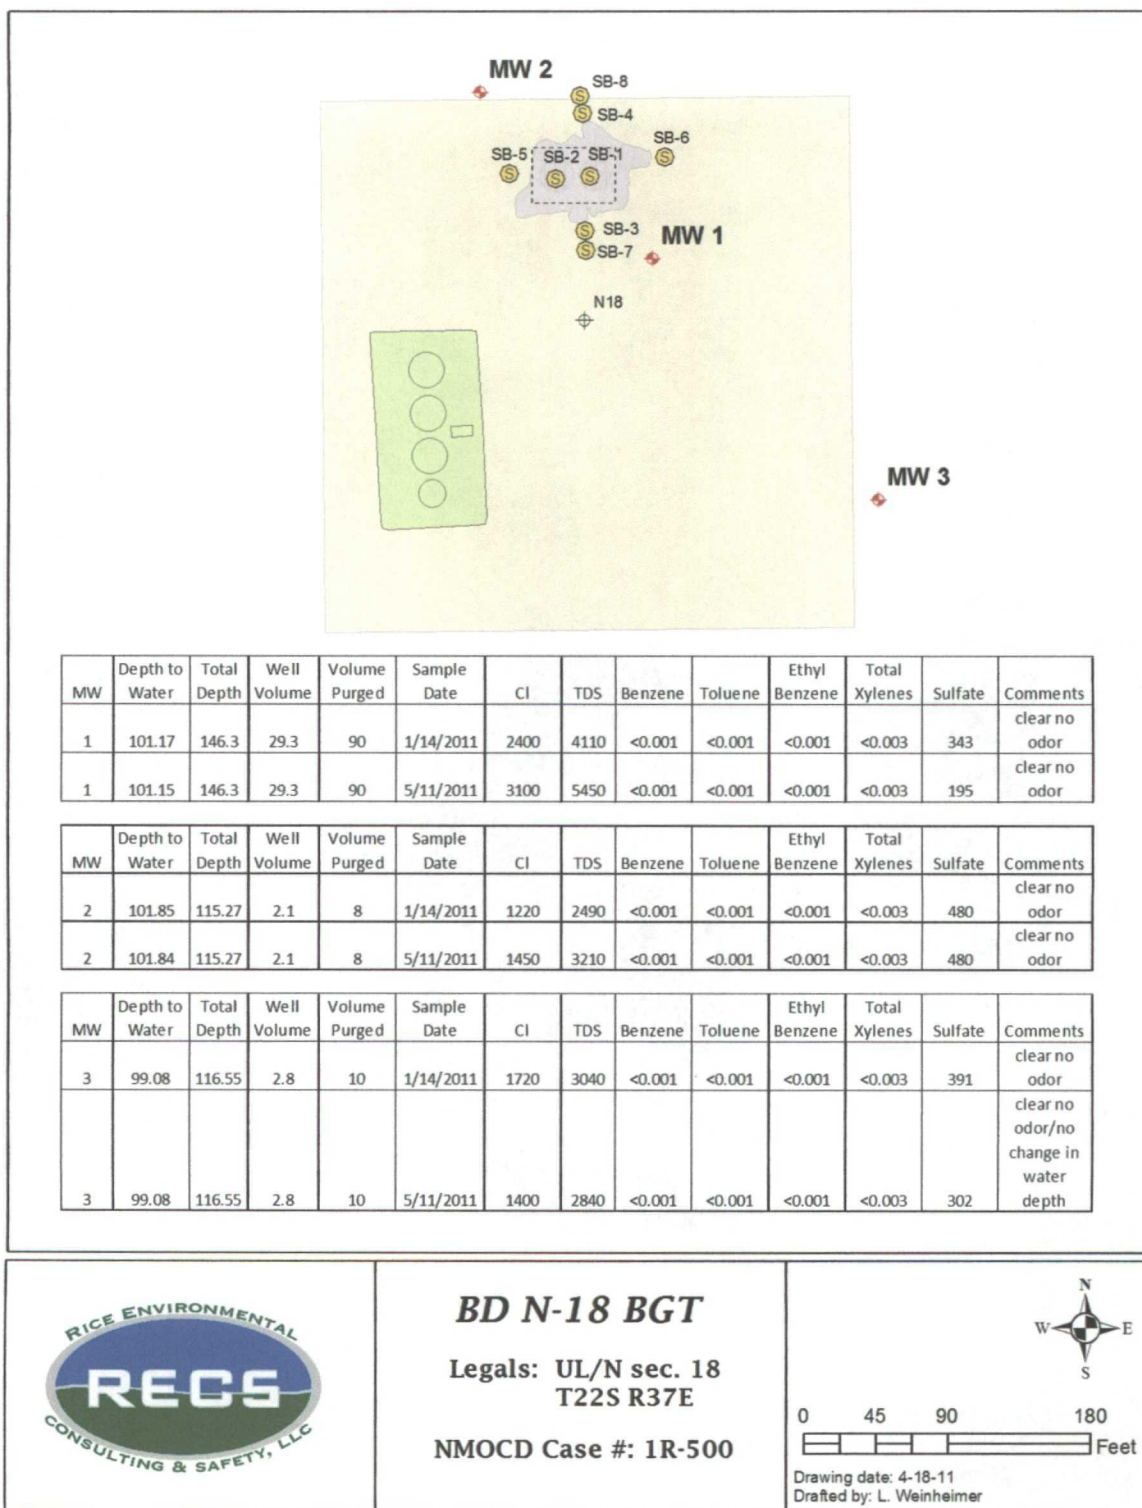 MW 2
SB-8
SB-4
SB-6
SB-5
SB-2
SB-1
SB-3
MW 1
SB-7
N18
MW 3
MW | Depth to Water | Total Depth | Well Volume | Volume Purged | Sample Date | Cl | TDS | Benzene | Toluene | Ethyl Benzene | Total Xylenes | Sulfate | Comments
1 | 101.17 | 146.3 | 29.3 | 90 | 1/14/2011 | 2400 | 4110 | <0.001 | <0.001 | <0.001 | <0.003 | 343 | clear no odor
1 | 101.15 | 146.3 | 29.3 | 90 | 5/11/2011 | 3100 | 5450 | <0.001 | <0.001 | <0.001 | <0.003 | 195 | clear no odor
MW | Depth to Water | Total Depth | Well Volume | Volume Purged | Sample Date | Cl | TDS | Benzene | Toluene | Ethyl Benzene | Total Xylenes | Sulfate | Comments
2 | 101.85 | 115.27 | 2.1 | 8 | 1/14/2011 | 1220 | 2490 | <0.001 | <0.001 | <0.001 | <0.003 | 480 | clear no odor
2 | 101.84 | 115.27 | 2.1 | 8 | 5/11/2011 | 1450 | 3210 | <0.001 | <0.001 | <0.001 | <0.003 | 480 | clear no odor
MW | Depth to Water | Total Depth | Well Volume | Volume Purged | Sample Date | Cl | TDS | Benzene | Toluene | Ethyl Benzene | Total Xylenes | Sulfate | Comments
3 | 99.08 | 116.55 | 2.8 | 10 | 1/14/2011 | 1720 | 3040 | <0.001 | <0.001 | <0.001 | <0.003 | 391 | clear no odor
3 | 99.08 | 116.55 | 2.8 | 10 | 5/11/2011 | 1400 | 2840 | <0.001 | <0.001 | <0.001 | <0.003 | 302 | clear no odor/no change in water depth
RICE ENVIRONMENTAL
RECS
CONSULTING & SAFETY, LLC
BD N-18 BGT
Legals: UL/N sec. 18
T22S R37E
NMOCD Case #: 1R-500
N
W E
S
0 45 90 180
Feet
Drawing date: 4-18-11
Drafted by: L. Weinheimer